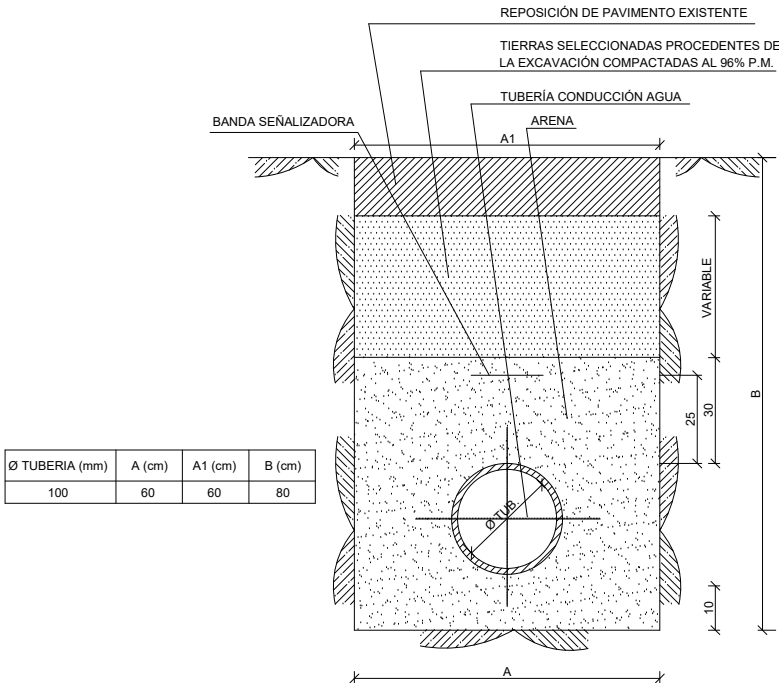 REPOSICIÓN DE PAVIMENTO EXISTENTE
TIERRAS SELECCIONADAS PROCEDENTES DE
LA EXCAVACIÓN COMPACTADAS AL 96% P.M.
TUBERÍA CONDUCCIÓN AGUA
BANDA SEÑALIZADORA
ARENA
A1
VARIABLE
B
30
25
Ø TUBERIA (mm) A (cm) A1 (cm) B (cm)
100 60 60 80
Ø TUB.
10
A